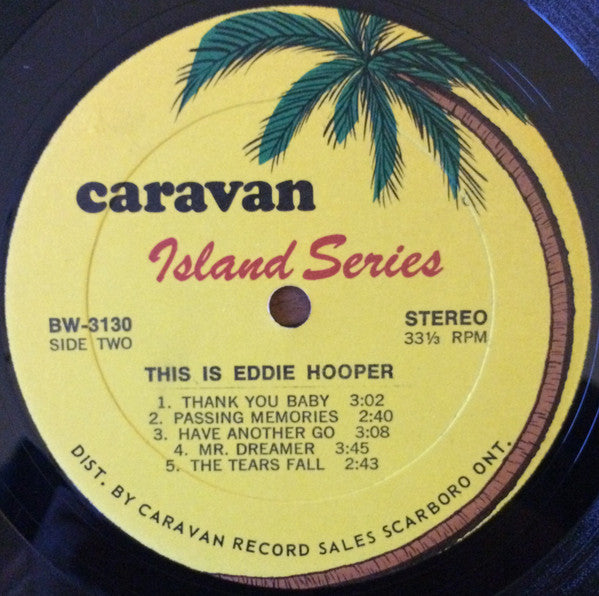 caravan
Island Series
BW-3130
SIDE TWO
STEREO
33⅓ RPM
THIS IS EDDIE HOOPER
1. THANK YOU BABY 3:02
2. PASSING MEMORIES 2:40
3. HAVE ANOTHER GO 3:08
4. MR. DREAMER 3:45
5. THE TEARS FALL 2:43
DIST. BY CARAVAN RECORD SALES SCARBORO ONT.